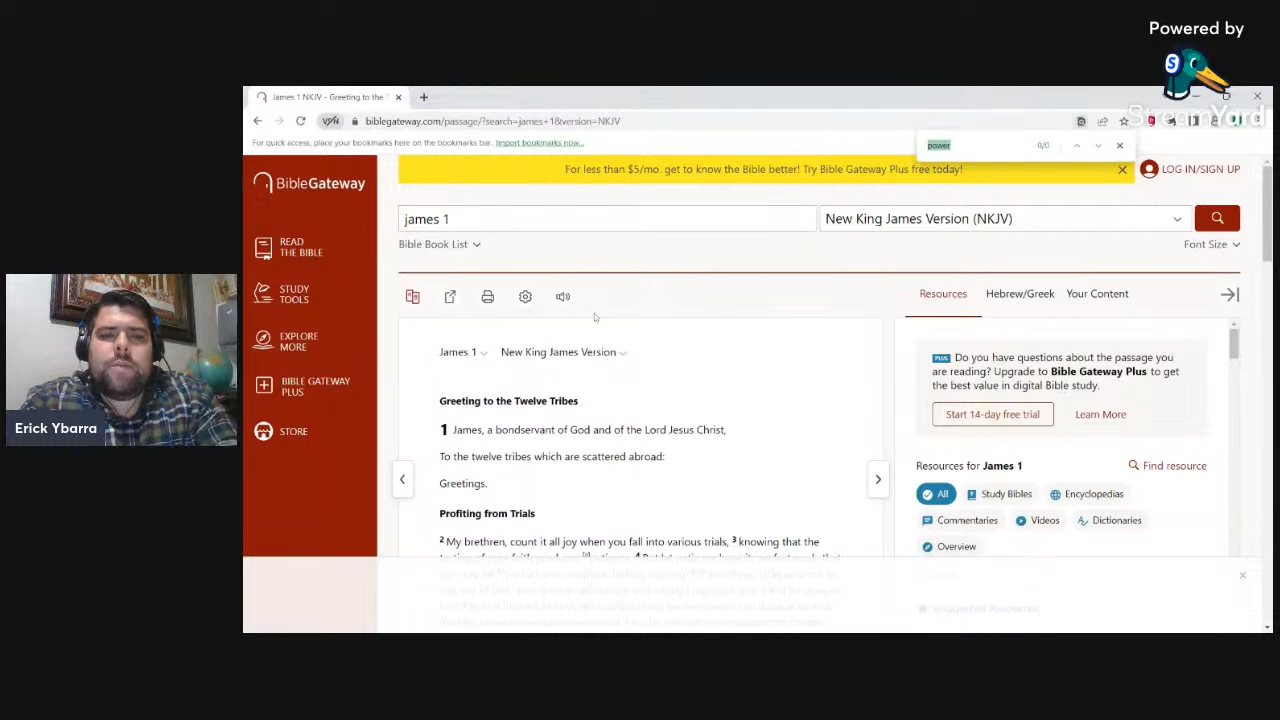 Powered by
S
StreamYard
James 1 NKJV - Greeting to the T
biblegateway.com/passage/?search=james+1&version=NKJV
VPN
For quick access, place your bookmarks here on the bookmarks bar. Import bookmarks now...
power
0/0
BibleGateway
For less than $5/mo. get to know the Bible better! Try Bible Gateway Plus free today!
LOG IN/SIGN UP
james 1
New King James Version (NKJV)
Bible Book List
Font Size
READ
THE BIBLE
STUDY
TOOLS
EXPLORE
MORE
BIBLE GATEWAY
PLUS
STORE
Erick Ybarra
James 1
New King James Version
Greeting to the Twelve Tribes
1 James, a bondservant of God and of the Lord Jesus Christ,
To the twelve tribes which are scattered abroad:
Greetings.
Profiting from Trials
2 My brethren, count it all joy when you fall into various trials, 3 knowing that the
Resources
Hebrew/Greek
Your Content
PLUS Do you have questions about the passage you
are reading? Upgrade to Bible Gateway Plus to get
the best value in digital Bible study.
Start 14-day free trial
Learn More
Resources for James 1
Find resource
All
Study Bibles
Encyclopedias
Commentaries
Videos
Dictionaries
Overview
Suggested Resources